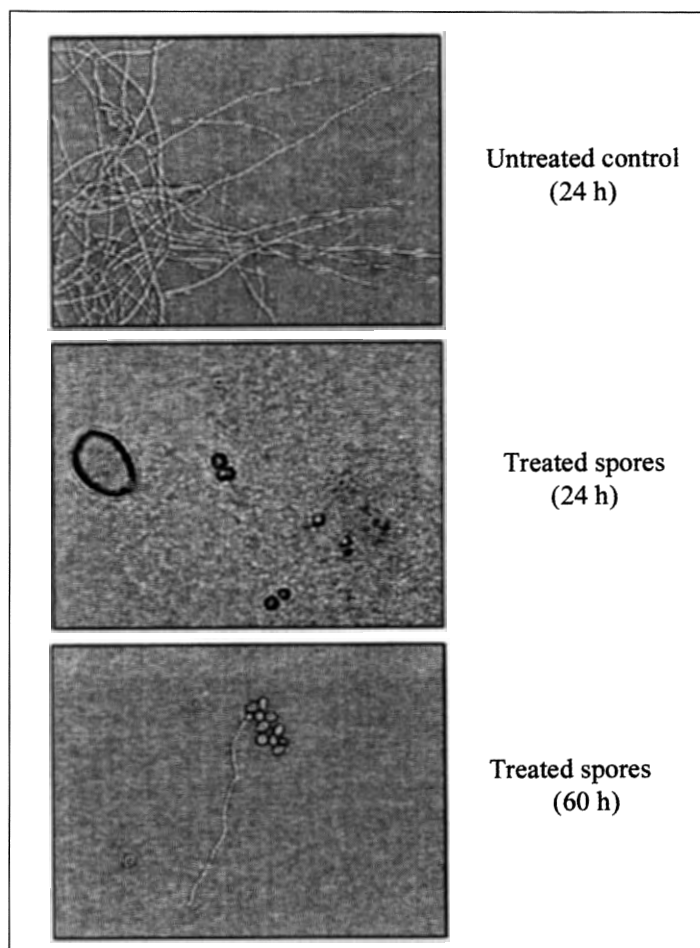 Untreated control
(24 h)
Treated spores
(24 h)
Treated spores
(60 h)